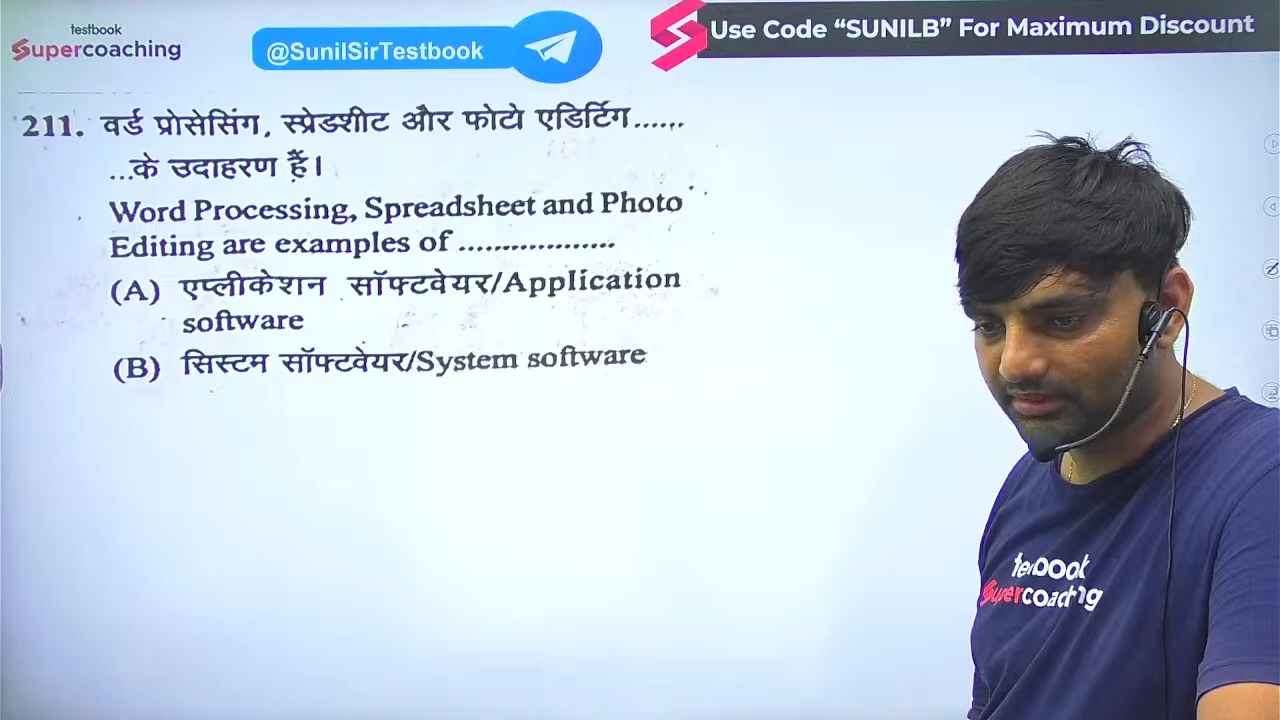 testbook
Supercoaching
@SunilSirTestbook
Use Code “SUNILB” For Maximum Discount
211. वर्ड प्रोसेसिंग, स्प्रेडशीट और फोटो एडिर्टिग......
...के उदाहरण हैं।
Word Processing, Spreadsheet and Photo
Editing are examples of ...................
(A) एप्लीकेशन सॉफ्टवेयर/Application
software
(B) सिस्टम सॉफ्टवेयर/System software
testbook
Supercoaching